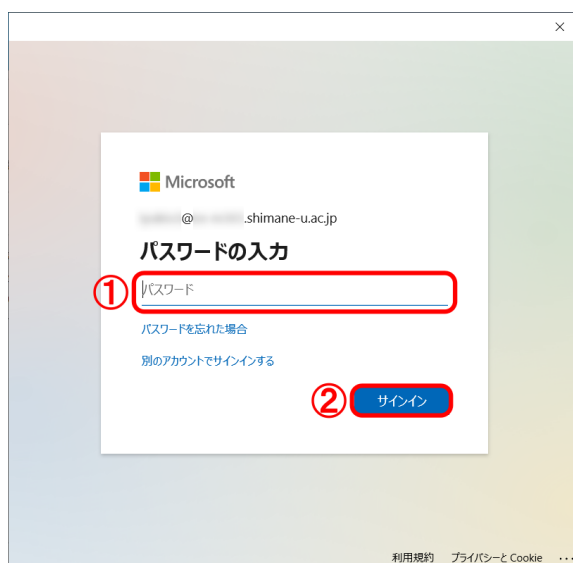 Microsoft
@ .shimane-u.ac.jp
パスワードの入力
① パスワード
パスワードを忘れた場合
別のアカウントでサインインする
② サインイン
利用規約 プライバシーと Cookie ...